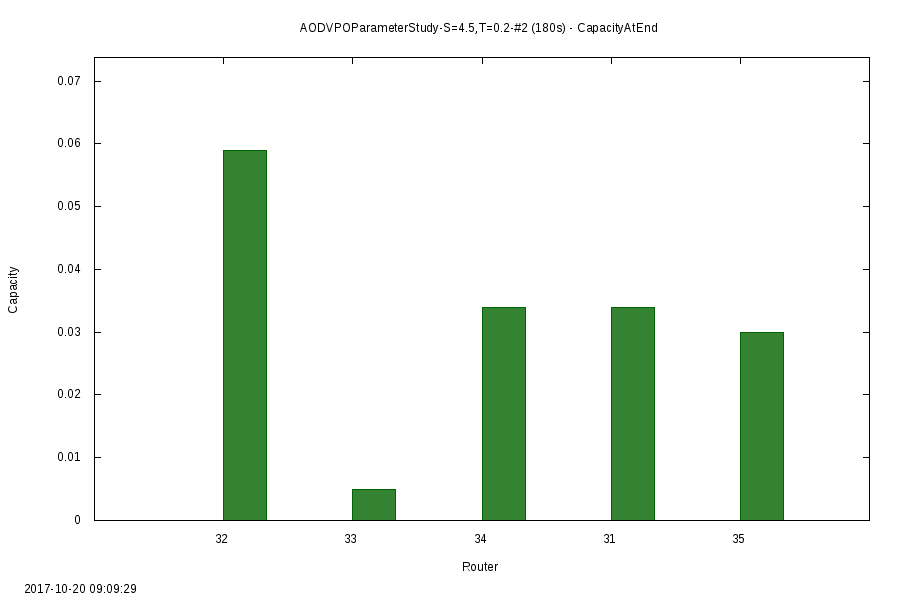 AODVPOParameterStudy-S=4.5,T=0.2-#2 (180s) - CapacityAtEnd
0.07
0.06
0.05
0.04
0.03
0.02
0.01
0
Capacity
32 33 34 31 35
Router
2017-10-20 09:09:29